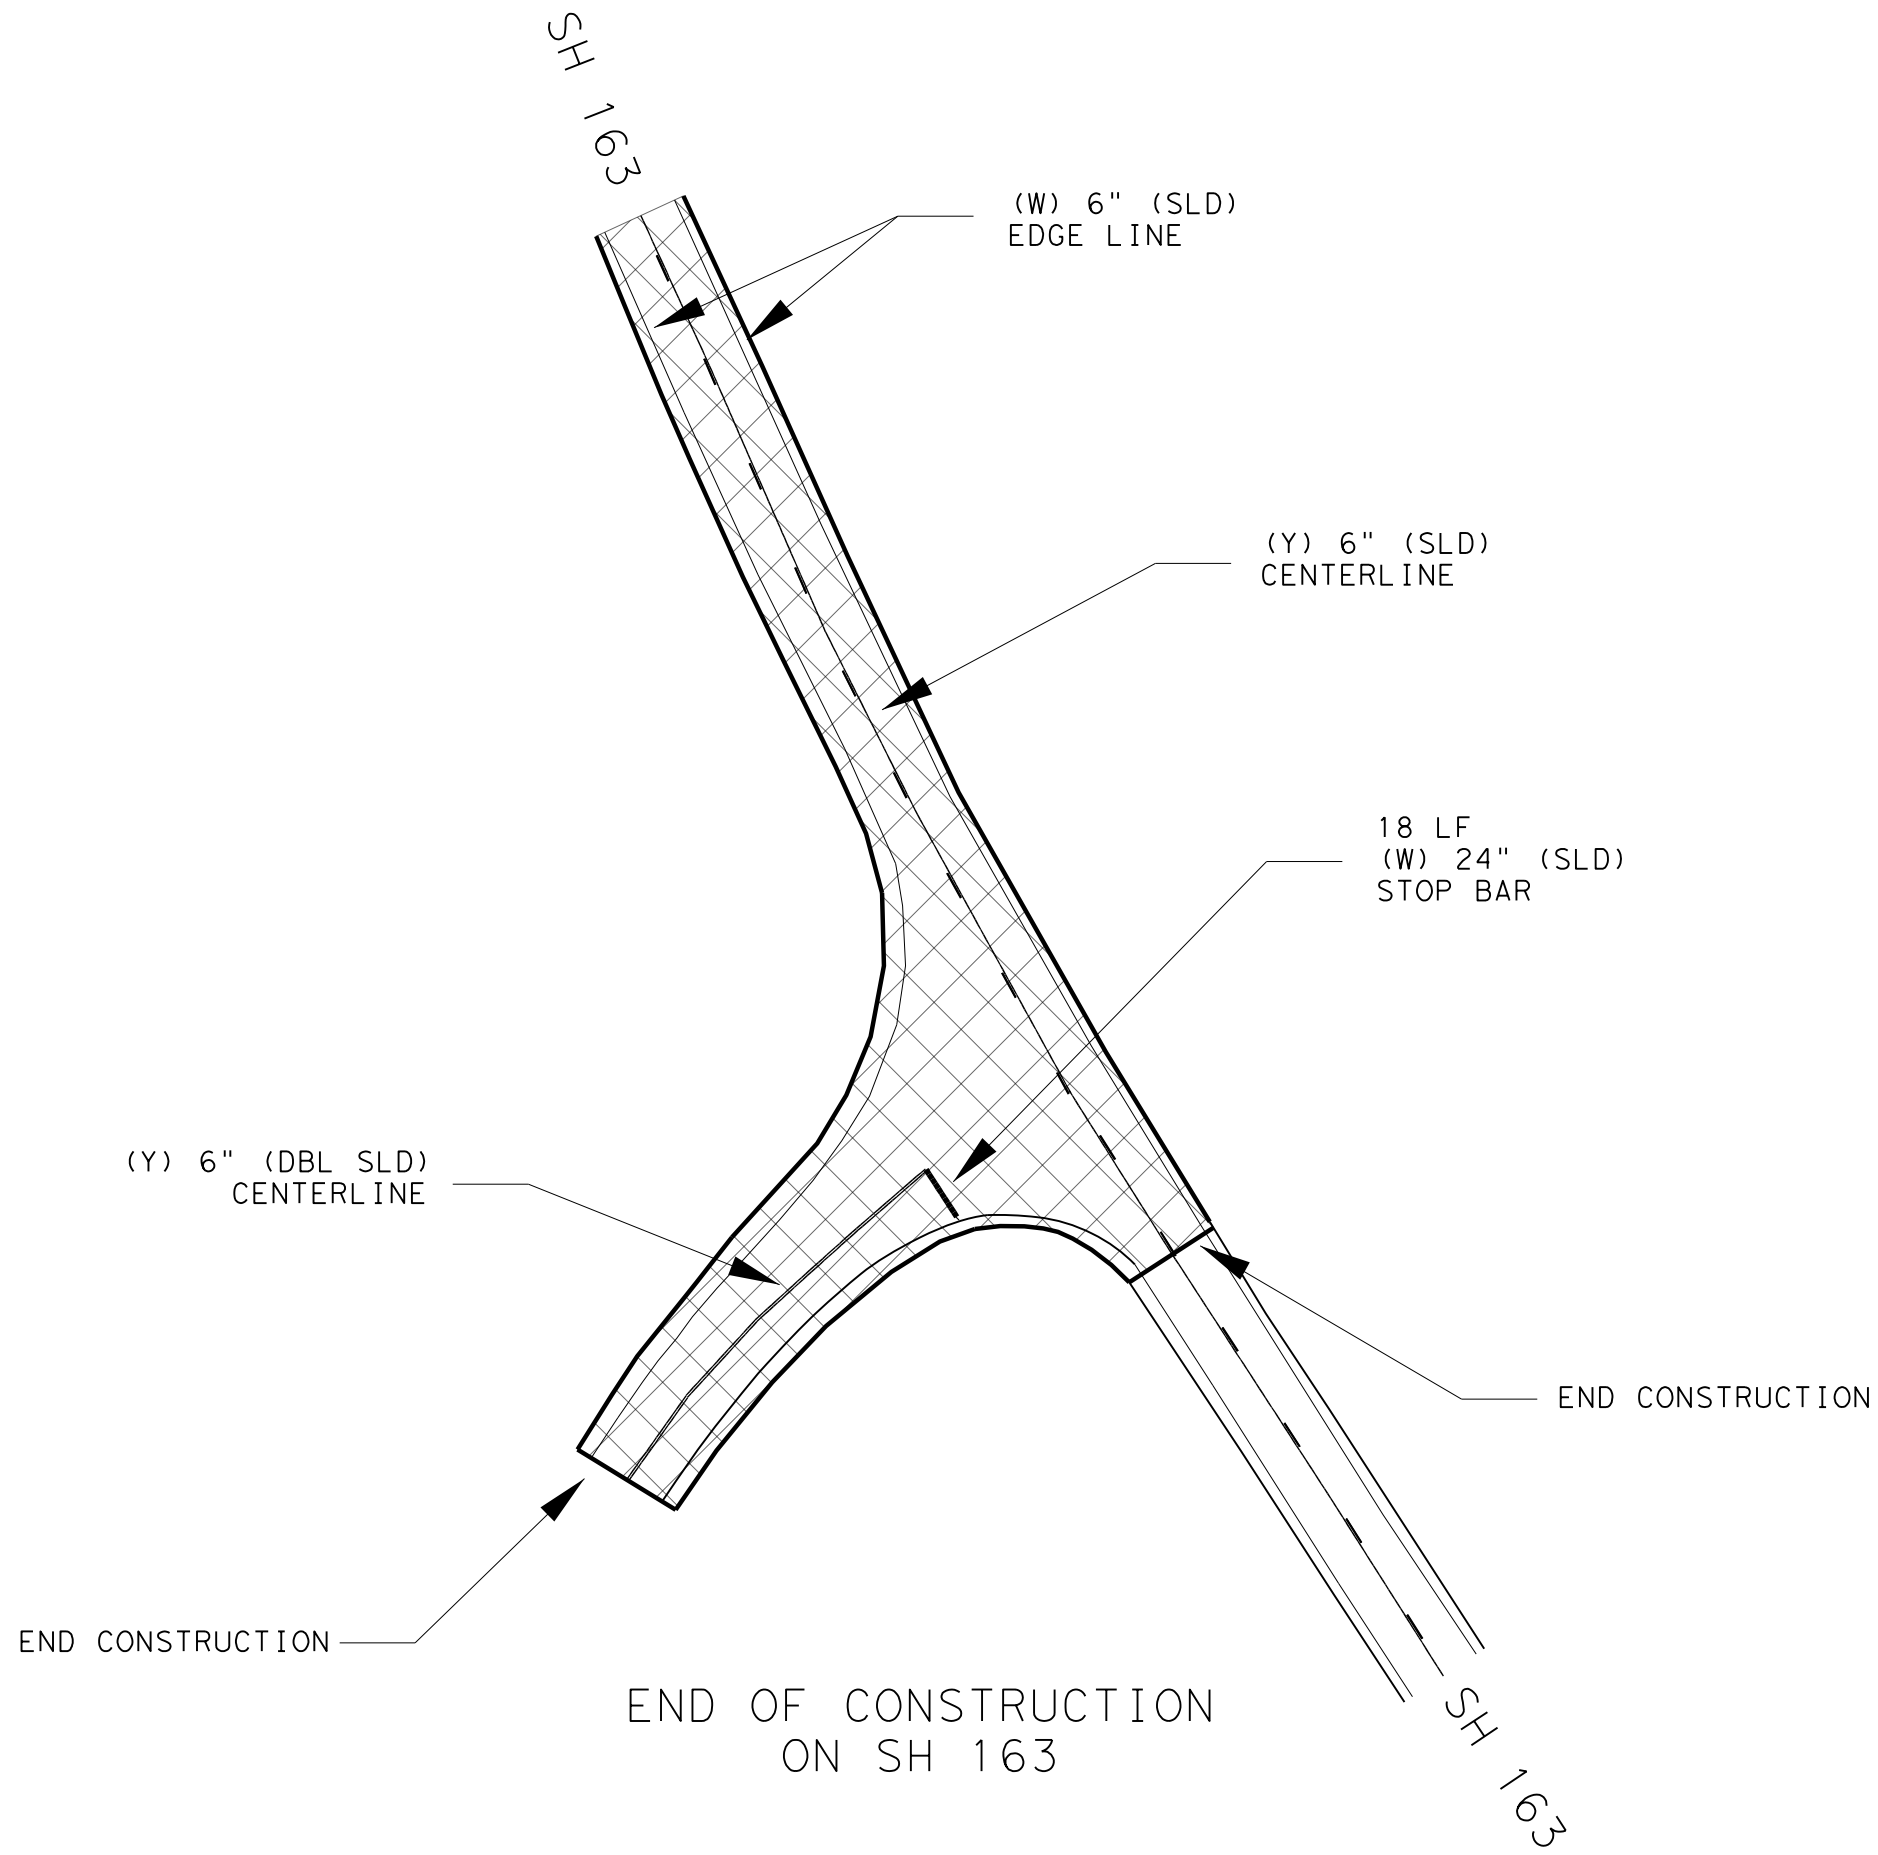 SH 163
(W) 6" (SLD)
EDGE LINE
(Y) 6" (SLD)
CENTERLINE
18 LF
(W) 24" (SLD)
STOP BAR
(Y) 6" (DBL SLD)
CENTERLINE
END CONSTRUCTION
END CONSTRUCTION
END OF CONSTRUCTION
ON SH 163
SH 163